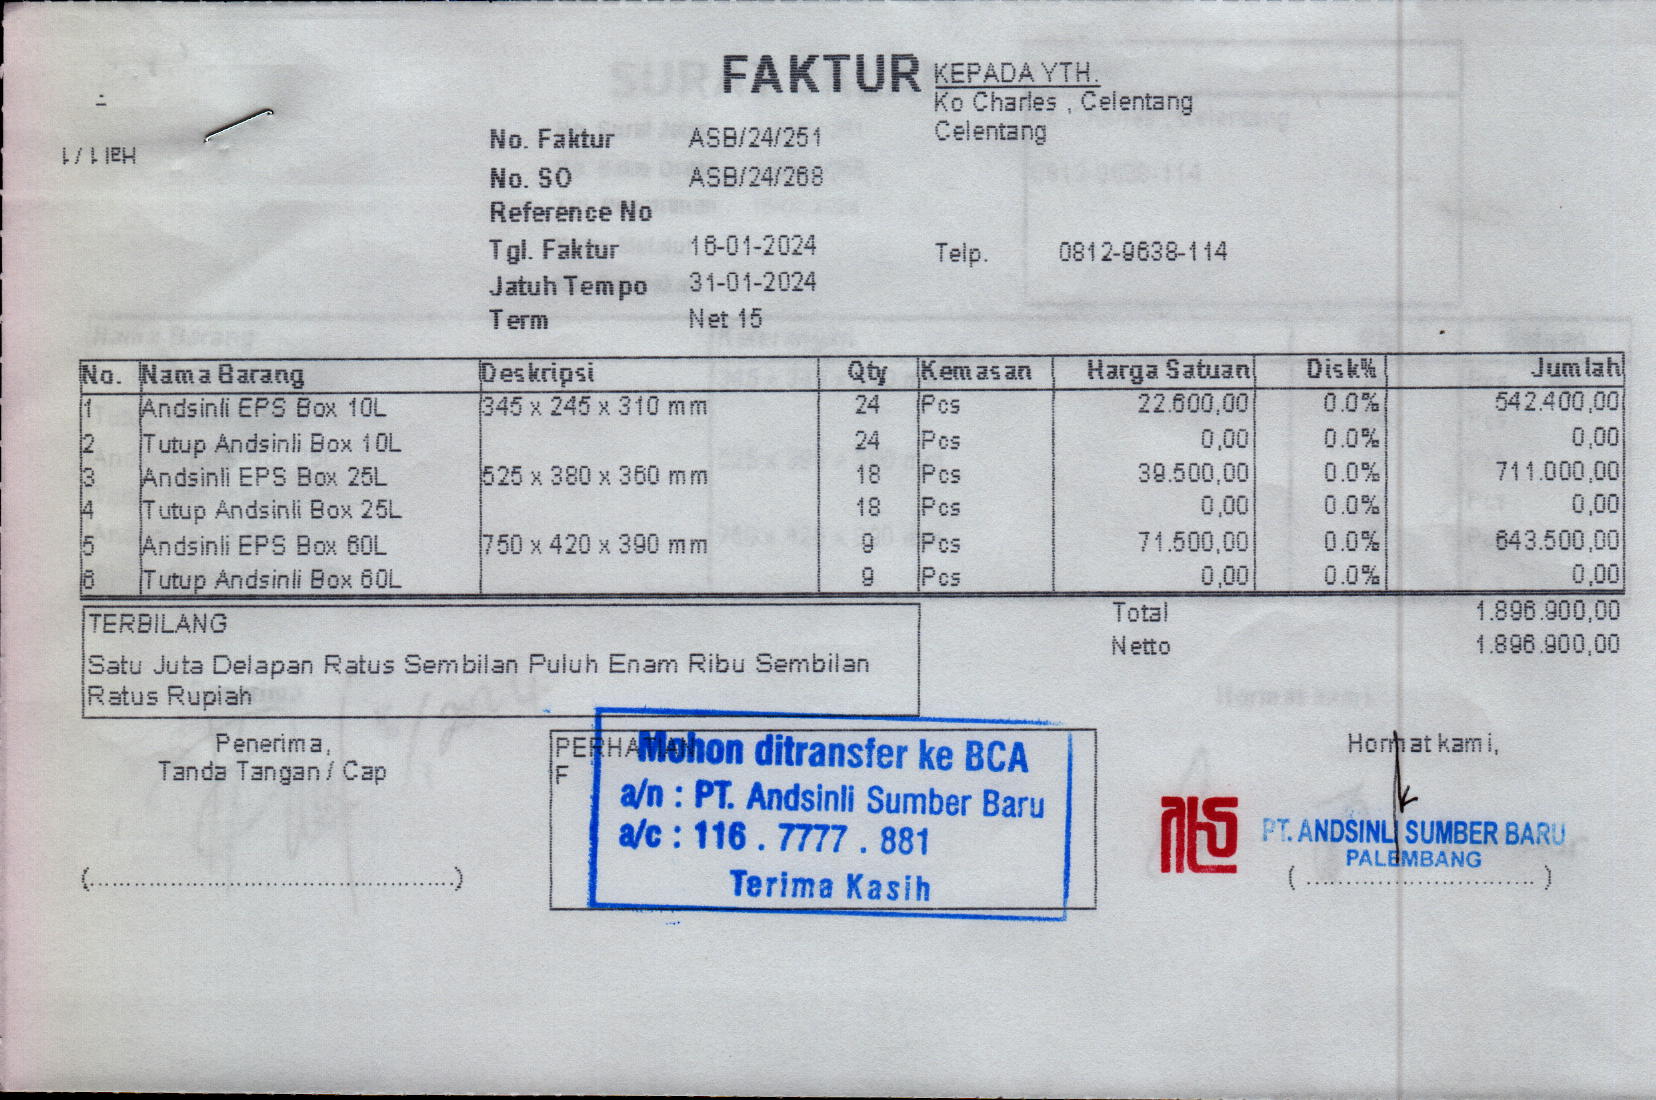 FAKTUR
KEPADA YTH.
Ko Charles , Celentang
Celentang
Hal 1 / 1
No. Faktur ASB/24/251
No. SO ASB/24/268
Reference No
Tgl. Faktur 16-01-2024
Telp. 0812-9638-114
Jatuh Tempo 31-01-2024
Term Net 15
No. Nama Barang Deskripsi Qty Kemasan Harga Satuan Disk% Jumlah
1 Andsinli EPS Box 10L 345 x 245 x 310 mm 24 Pcs 22.600,00 0.0% 542.400,00
2 Tutup Andsinli Box 10L 24 Pcs 0,00 0.0% 0,00
3 Andsinli EPS Box 25L 525 x 380 x 360 mm 18 Pcs 39.500,00 0.0% 711.000,00
4 Tutup Andsinli Box 25L 18 Pcs 0,00 0.0% 0,00
5 Andsinli EPS Box 60L 750 x 420 x 390 mm 9 Pcs 71.500,00 0.0% 643.500,00
6 Tutup Andsinli Box 60L 9 Pcs 0,00 0.0% 0,00
Total 1.896.900,00
Netto 1.896.900,00
TERBILANG
Satu Juta Delapan Ratus Sembilan Puluh Enam Ribu Sembilan
Ratus Rupiah
Penerima,
Tanda Tangan / Cap
(................................................)
PERHATIAN
F
Mohon ditransfer ke BCA
a/n : PT. Andsinli Sumber Baru
a/c : 116 . 7777 . 881
Terima Kasih
Hormat kami,
PT. ANDSINLI SUMBER BARU
PALEMBANG
( .............................. )